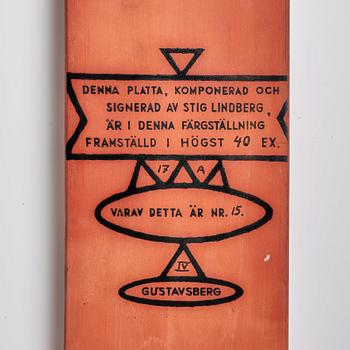 DENNA PLATTA, KOMPONERAD OCH
SIGNERAD AV STIG LINDBERG,
ÄR I DENNA FÄRGSTÄLLNING
FRAMSTÄLLD I HÖGST 40 EX.
17 A
VARAV DETTA ÄR NR. 15.
IV
GUSTAVSBERG